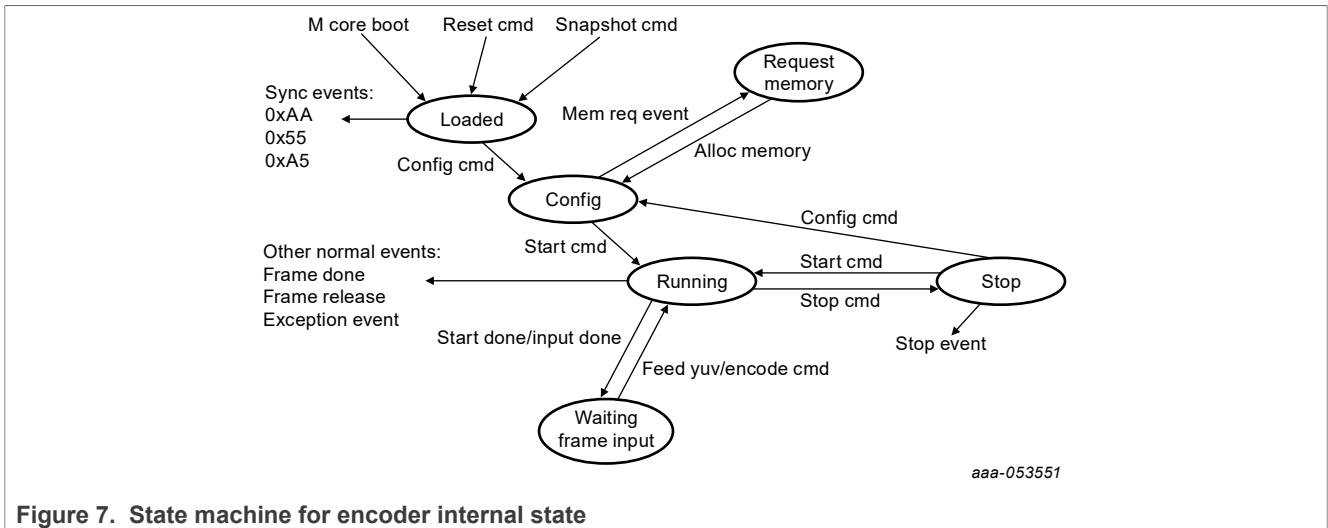 M core boot
Reset cmd
Snapshot cmd
Request
memory
Sync events:
0xAA
0x55
0xA5
Loaded
Mem req event
Alloc memory
Config cmd
Config
Config cmd
Start cmd
Other normal events:
Frame done
Frame release
Exception event
Running
Start cmd
Stop cmd
Stop
Start done/input done
Stop event
Feed yuv/encode cmd
Waiting
frame input
aaa-053551
Figure 7. State machine for encoder internal state